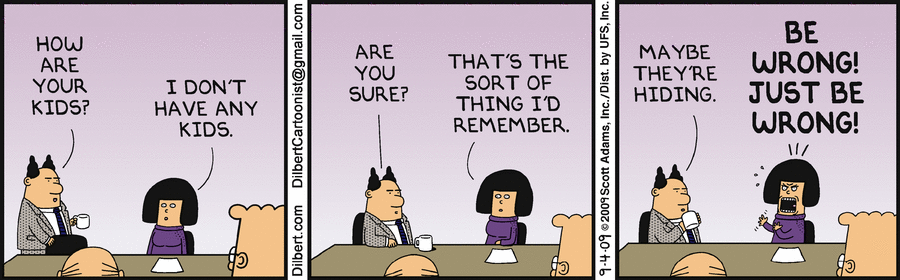 HOW
ARE
YOUR
KIDS?
I DON'T
HAVE ANY
KIDS.
Dilbert.com DilbertCartoonist@gmail.com
ARE
YOU
SURE?
THAT'S THE
SORT OF
THING I'D
REMEMBER.
9-4-09 © 2009 Scott Adams, Inc./Dist. by UFS, Inc.
MAYBE
THEY'RE
HIDING.
BE
WRONG!
JUST BE
WRONG!